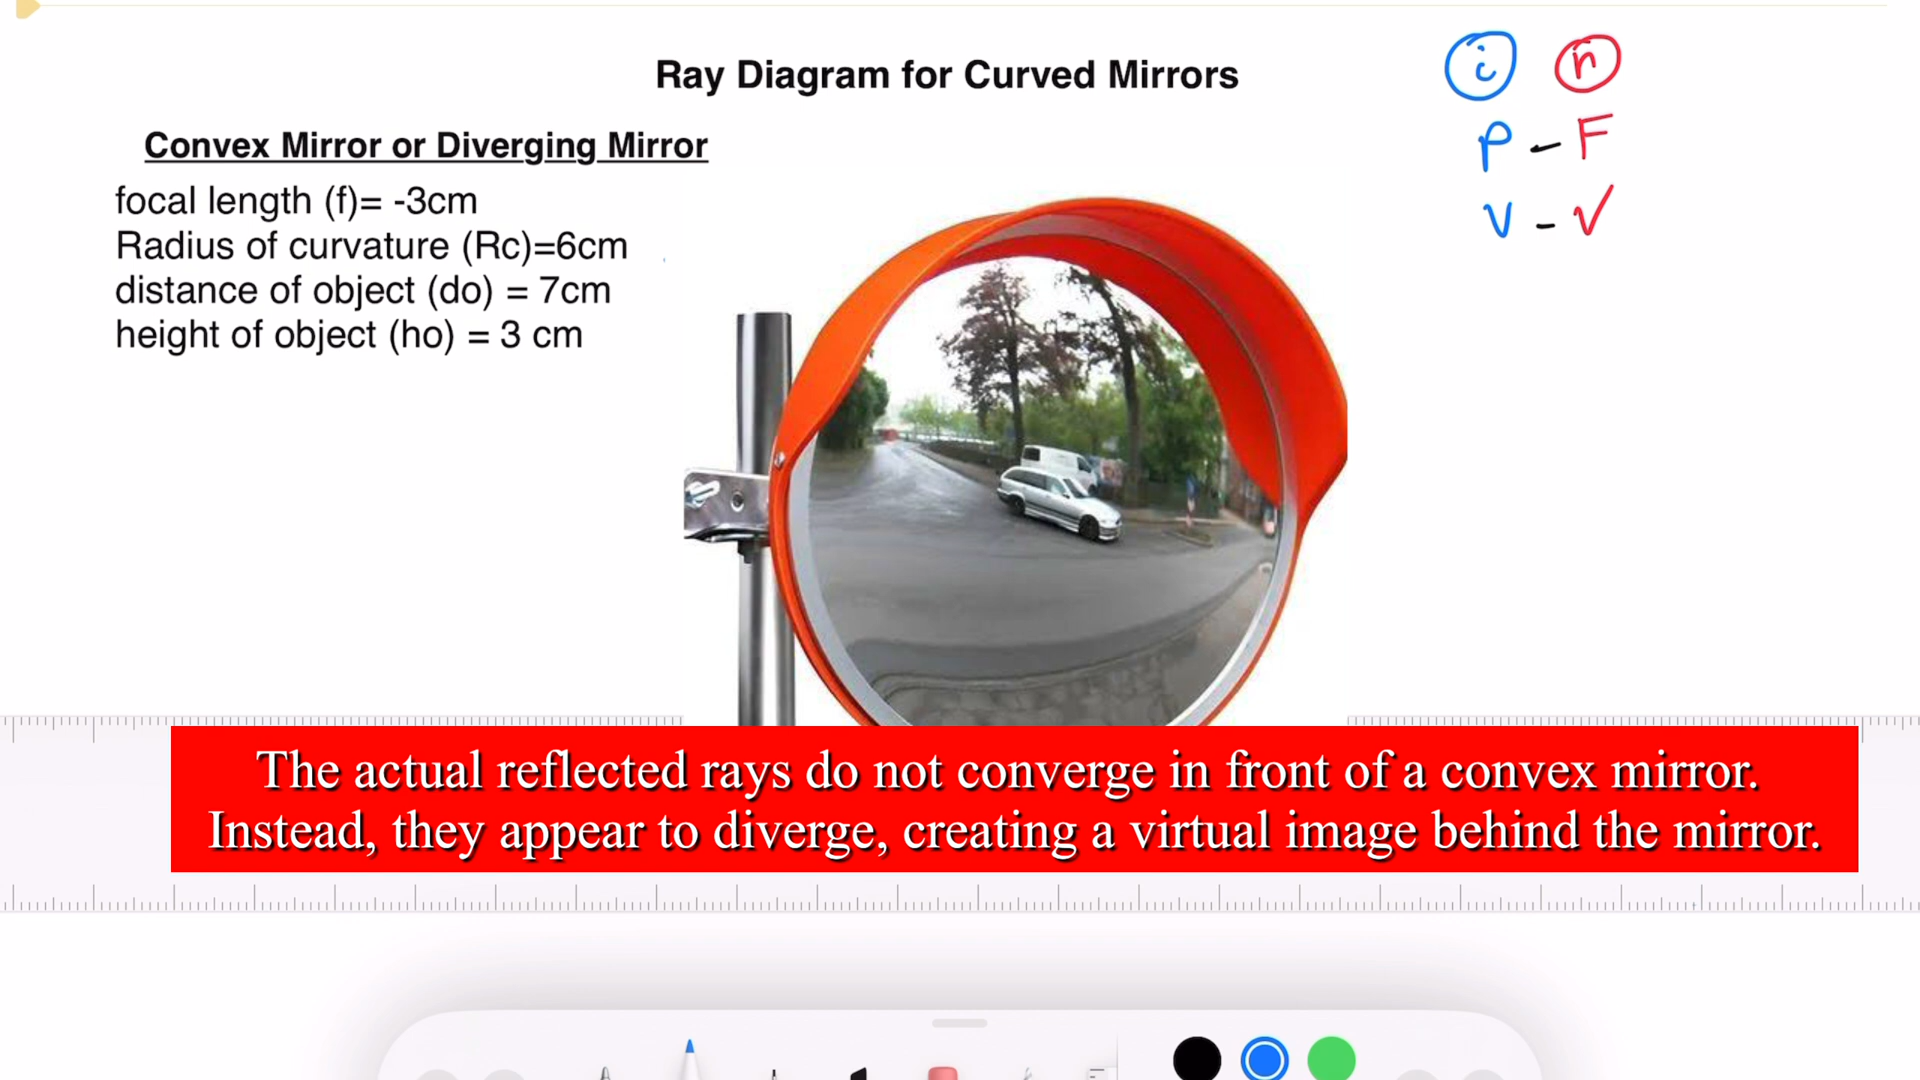 Ray Diagram for Curved Mirrors
i r
P - F
V - V
Convex Mirror or Diverging Mirror
focal length (f)= -3cm
Radius of curvature (Rc)=6cm
distance of object (do) = 7cm
height of object (ho) = 3 cm
The actual reflected rays do not converge in front of a convex mirror.
Instead, they appear to diverge, creating a virtual image behind the mirror.